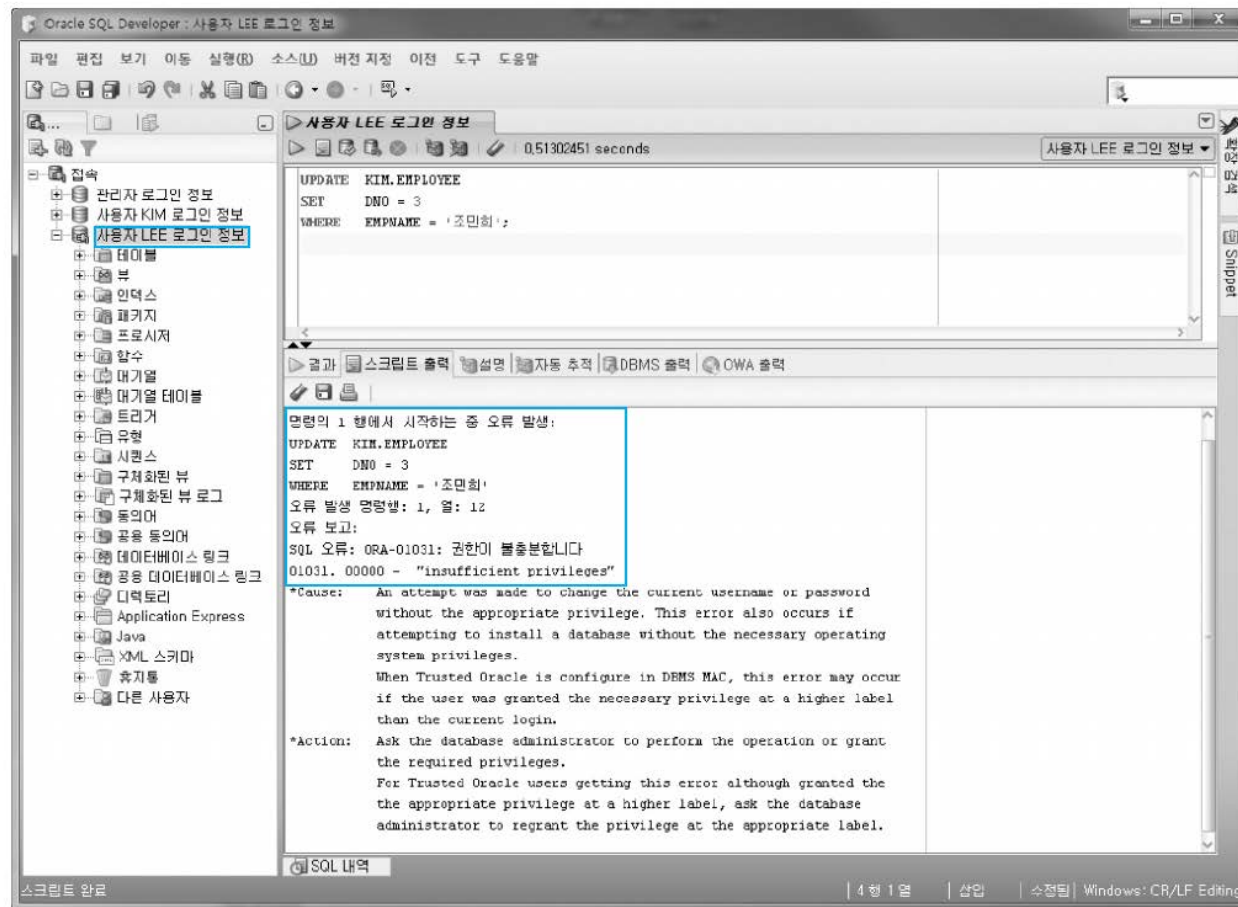 Oracle SQL Developer : 사용자 LEE 로그인 정보
파일 편집 보기 이동 실행(R) 소스(U) 버전 지정 이전 도구 도움말
사용자 LEE 로그인 정보
0,51302451 seconds
사용자 LEE 로그인 정보
접속
관리자 로그인 정보
사용자 KIM 로그인 정보
사용자 LEE 로그인 정보
테이블
뷰
인덱스
패키지
프로시저
함수
대기열
대기열 테이블
트리거
유형
시퀀스
구체화된 뷰
구체화된 뷰 로그
동의어
공용 동의어
데이터베이스 링크
공용 데이터베이스 링크
디렉토리
Application Express
Java
XML 스키마
휴지통
다른 사용자
UPDATE KIM.EMPLOYEE
SET DNO = 3
WHERE EMPNAME = '조민희';
결과 스크립트 출력 설명 자동 추적 DBMS 출력 OWA 출력
명령의 1 행에서 시작하는 중 오류 발생:
UPDATE KIM.EMPLOYEE
SET DNO = 3
WHERE EMPNAME = '조민희'
오류 발생 명령행: 1, 열: 12
오류 보고:
SQL 오류: ORA-01031: 권한이 불충분합니다
01031. 00000 - "insufficient privileges"
*Cause: An attempt was made to change the current username or password
without the appropriate privilege. This error also occurs if
attempting to install a database without the necessary operating
system privileges.
When Trusted Oracle is configure in DBMS MAC, this error may occur
if the user was granted the necessary privilege at a higher label
than the current login.
*Action: Ask the database administrator to perform the operation or grant
the required privileges.
For Trusted Oracle users getting this error although granted the
the appropriate privilege at a higher label, ask the database
administrator to regrant the privilege at the appropriate label.
Snippet
SQL 내역
스크립트 완료
4 행 1 열
삽입
수정됨
Windows: CR/LF Editing